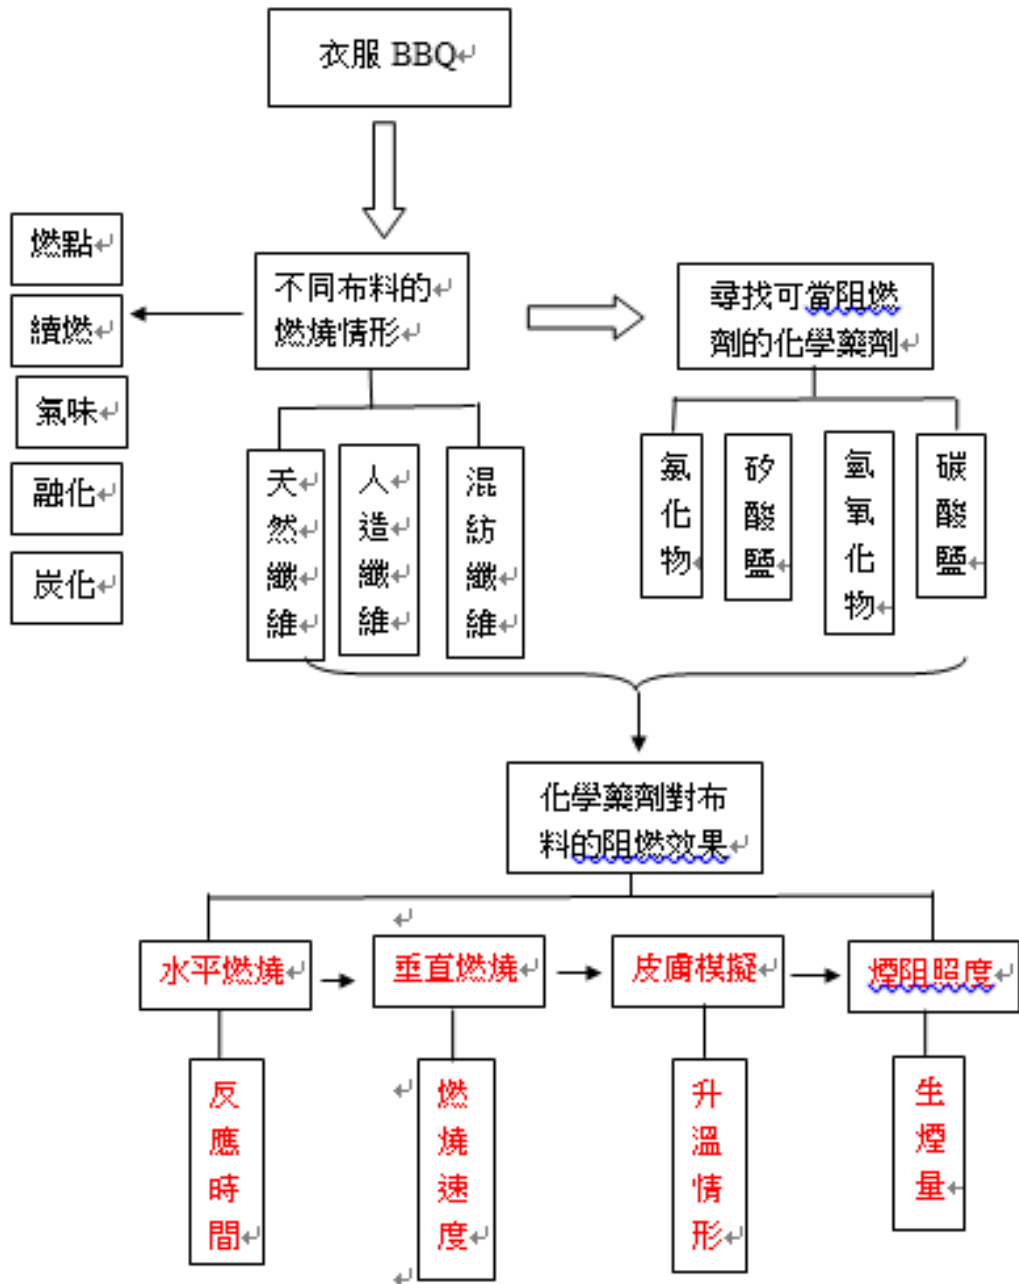 衣服 BBQ
燃點
續燃
氣味
融化
炭化
不同布料的
燃燒情形
尋找可當阻燃
劑的化學藥劑
天然纖維
人造纖維
混紡纖維
氯化物
矽酸鹽
氫氧化物
碳酸鹽
化學藥劑對布
料的阻燃效果
水平燃燒
垂直燃燒
皮膚模擬
煙阻照度
反應時間
燃燒速度
升溫情形
生煙量